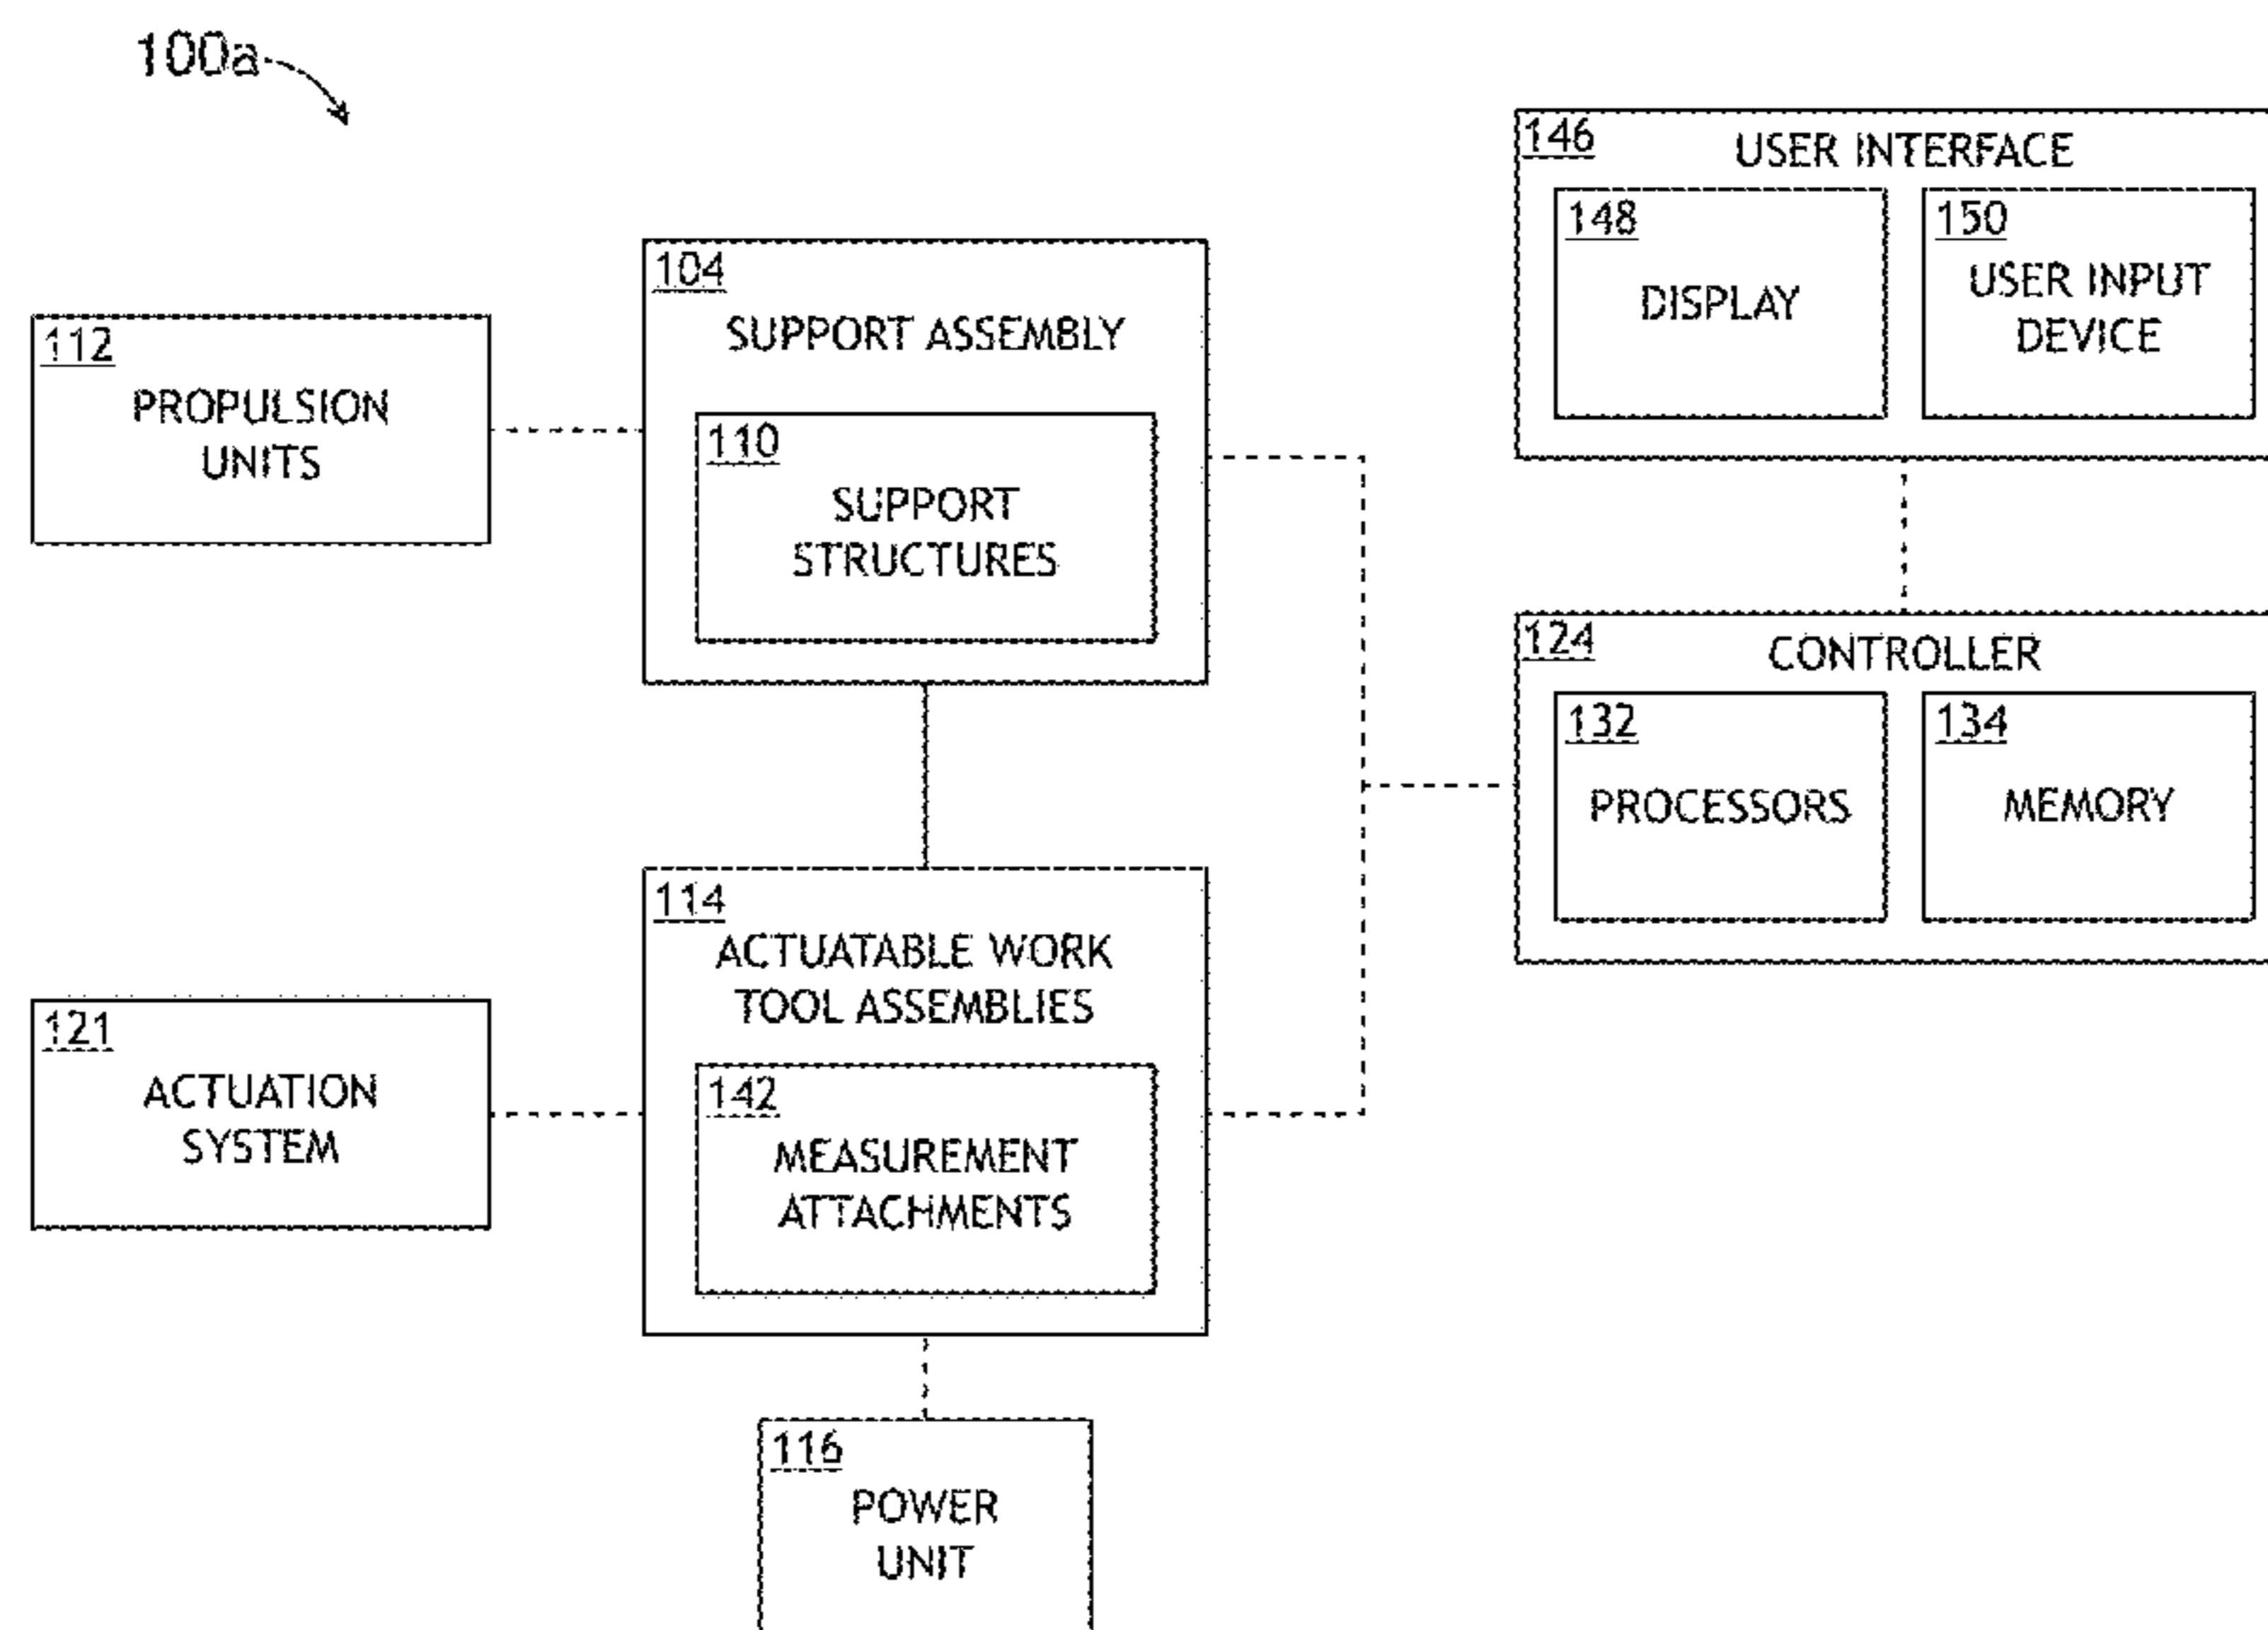 100a
146
USER INTERFACE
148
DISPLAY
150
USER INPUT
DEVICE
104
SUPPORT ASSEMBLY
110
SUPPORT
STRUCTURES
112
PROPULSION
UNITS
124
CONTROLLER
132
PROCESSORS
134
MEMORY
114
ACTUATABLE WORK
TOOL ASSEMBLIES
142
MEASUREMENT
ATTACHMENTS
121
ACTUATION
SYSTEM
116
POWER
UNIT